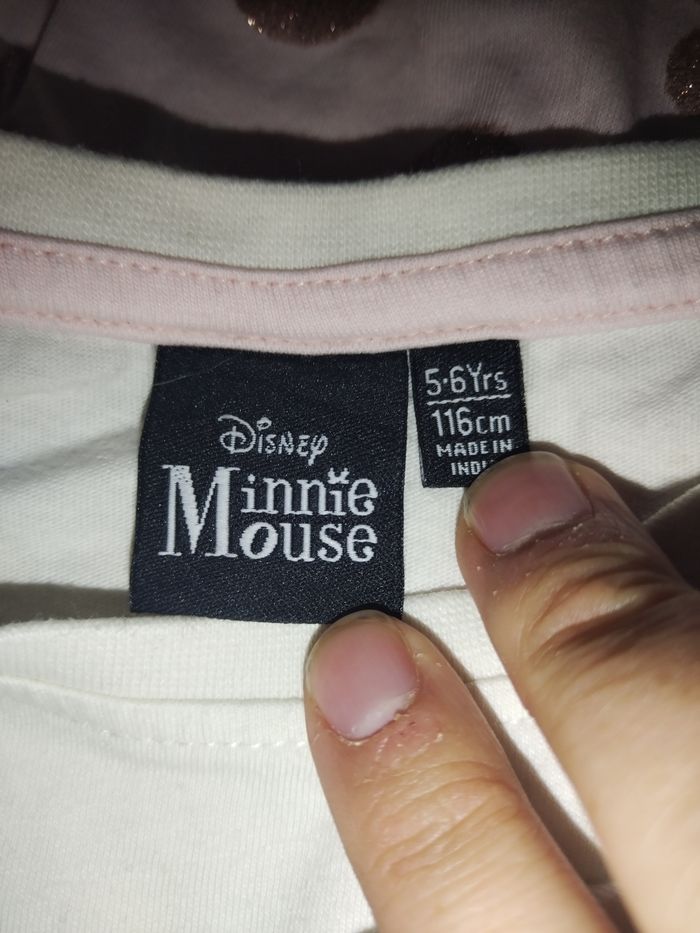 Disney
Minnie
Mouse
5-6Yrs
116cm
MADE IN